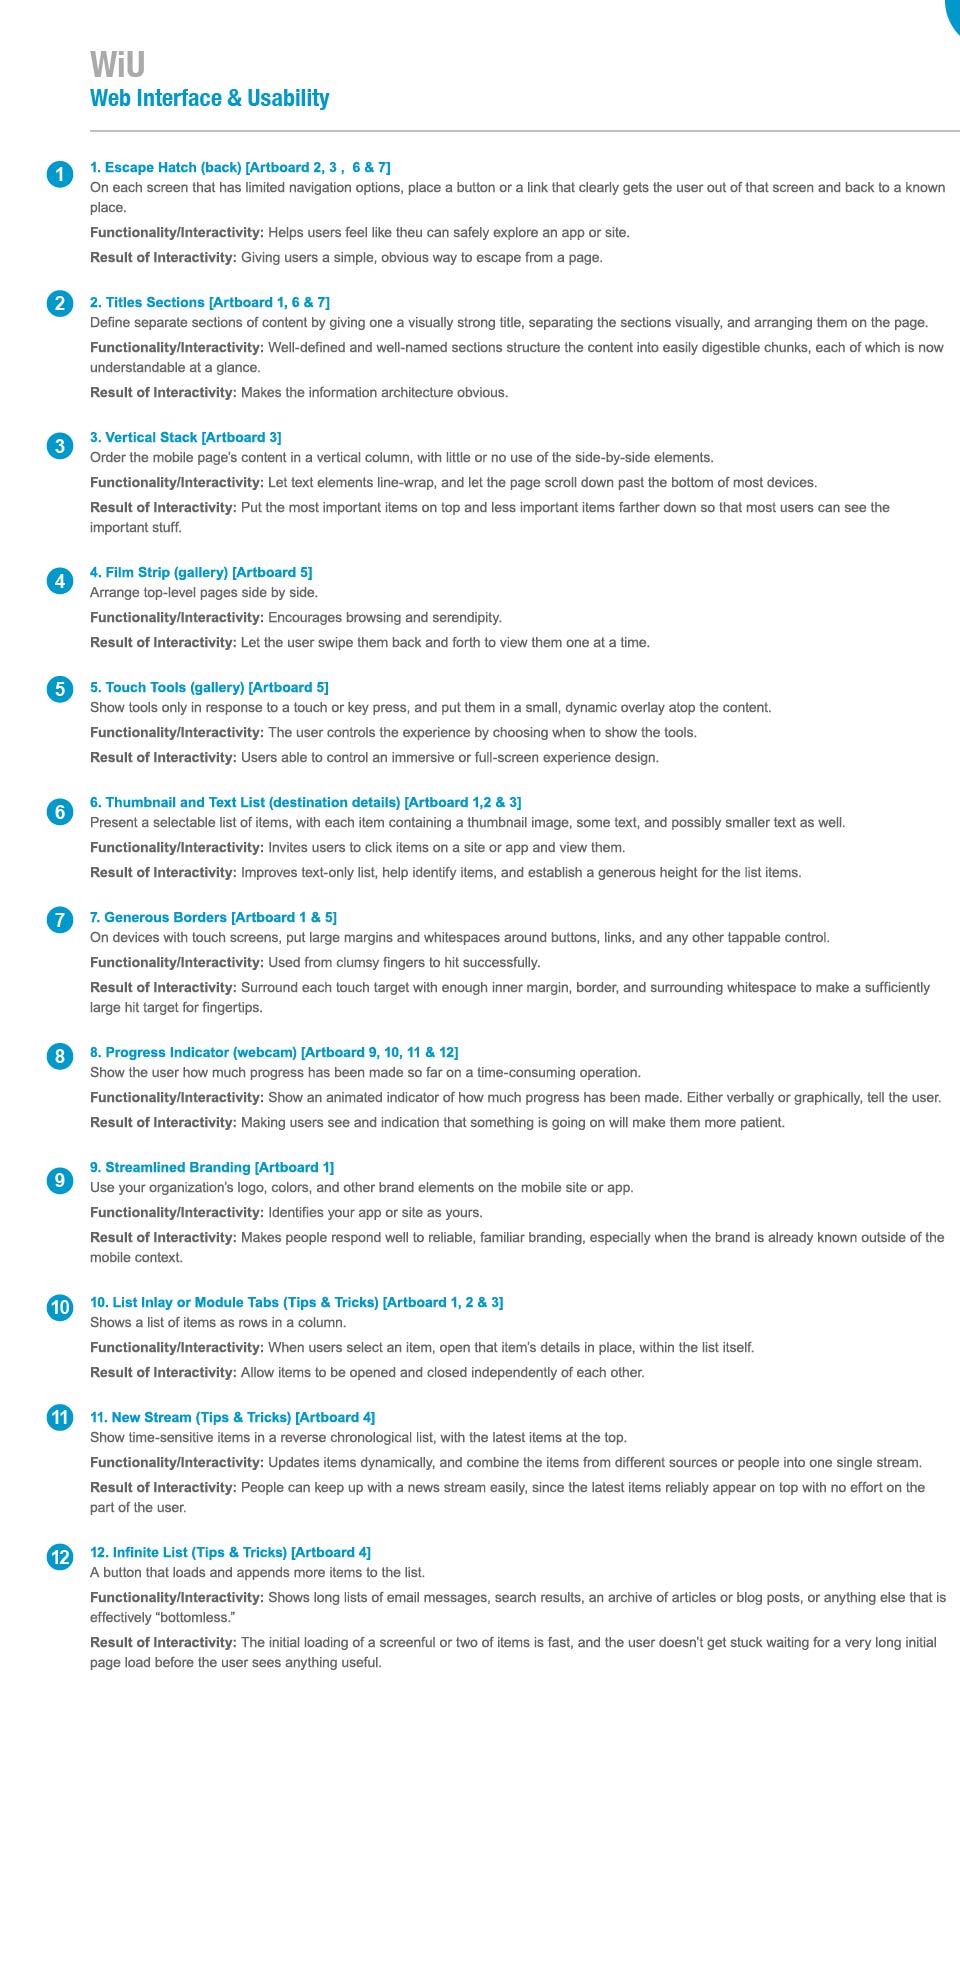 WiU
Web Interface & Usability
1
1. Escape Hatch (back) [Artboard 2, 3 ,  6 & 7]
On each screen that has limited navigation options, place a button or a link that clearly gets the user out of that screen and back to a known
place.
Functionality/Interactivity: Helps users feel like theu can safely explore an app or site.
Result of Interactivity: Giving users a simple, obvious way to escape from a page.
2
2. Titles Sections [Artboard 1, 6 & 7]
Define separate sections of content by giving one a visually strong title, separating the sections visually, and arranging them on the page.
Functionality/Interactivity: Well-defined and well-named sections structure the content into easily digestible chunks, each of which is now
understandable at a glance.
Result of Interactivity: Makes the information architecture obvious.
3
3. Vertical Stack [Artboard 3]
Order the mobile page's content in a vertical column, with little or no use of the side-by-side elements.
Functionality/Interactivity: Let text elements line-wrap, and let the page scroll down past the bottom of most devices.
Result of Interactivity: Put the most important items on top and less important items farther down so that most users can see the
important stuff.
4
4. Film Strip (gallery) [Artboard 5]
Arrange top-level pages side by side.
Functionality/Interactivity: Encourages browsing and serendipity.
Result of Interactivity: Let the user swipe them back and forth to view them one at a time.
5
5. Touch Tools (gallery) [Artboard 5]
Show tools only in response to a touch or key press, and put them in a small, dynamic overlay atop the content.
Functionality/Interactivity: The user controls the experience by choosing when to show the tools.
Result of Interactivity: Users able to control an immersive or full-screen experience design.
6
6. Thumbnail and Text List (destination details) [Artboard 1,2 & 3]
Present a selectable list of items, with each item containing a thumbnail image, some text, and possibly smaller text as well.
Functionality/Interactivity: Invites users to click items on a site or app and view them.
Result of Interactivity: Improves text-only list, help identify items, and establish a generous height for the list items.
7
7. Generous Borders [Artboard 1 & 5]
On devices with touch screens, put large margins and whitespaces around buttons, links, and any other tappable control.
Functionality/Interactivity: Used from clumsy fingers to hit successfully.
Result of Interactivity: Surround each touch target with enough inner margin, border, and surrounding whitespace to make a sufficiently
large hit target for fingertips.
8
8. Progress Indicator (webcam) [Artboard 9, 10, 11 & 12]
Show the user how much progress has been made so far on a time-consuming operation.
Functionality/Interactivity: Show an animated indicator of how much progress has been made. Either verbally or graphically, tell the user.
Result of Interactivity: Making users see and indication that something is going on will make them more patient.
9
9. Streamlined Branding [Artboard 1]
Use your organization's logo, colors, and other brand elements on the mobile site or app.
Functionality/Interactivity: Identifies your app or site as yours.
Result of Interactivity: Makes people respond well to reliable, familiar branding, especially when the brand is already known outside of the
mobile context.
10
10. List Inlay or Module Tabs (Tips & Tricks) [Artboard 1, 2 & 3]
Shows a list of items as rows in a column.
Functionality/Interactivity: When users select an item, open that item's details in place, within the list itself.
Result of Interactivity: Allow items to be opened and closed independently of each other.
11
11. New Stream (Tips & Tricks) [Artboard 4]
Show time-sensitive items in a reverse chronological list, with the latest items at the top.
Functionality/Interactivity: Updates items dynamically, and combine the items from different sources or people into one single stream.
Result of Interactivity: People can keep up with a news stream easily, since the latest items reliably appear on top with no effort on the
part of the user.
12
12. Infinite List (Tips & Tricks) [Artboard 4]
A button that loads and appends more items to the list.
Functionality/Interactivity: Shows long lists of email messages, search results, an archive of articles or blog posts, or anything else that is
effectively “bottomless.”
Result of Interactivity: The initial loading of a screenful or two of items is fast, and the user doesn't get stuck waiting for a very long initial
page load before the user sees anything useful.